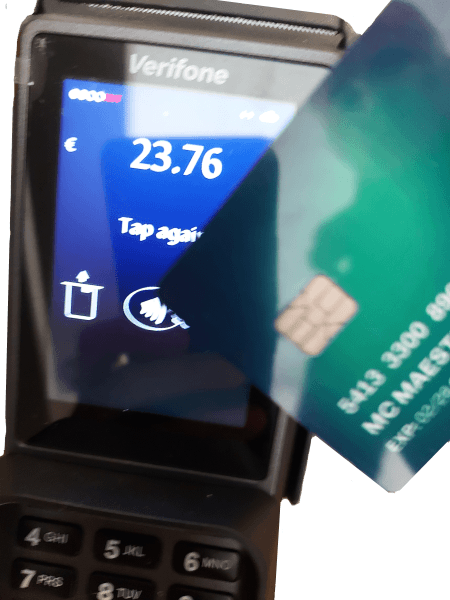 Verifone
€ 23.76
Tap agai
5413 3300 89
MC MAEST
EXP:
4 GHI 5 JKL 6 MNO
7 PRS 8 TUV